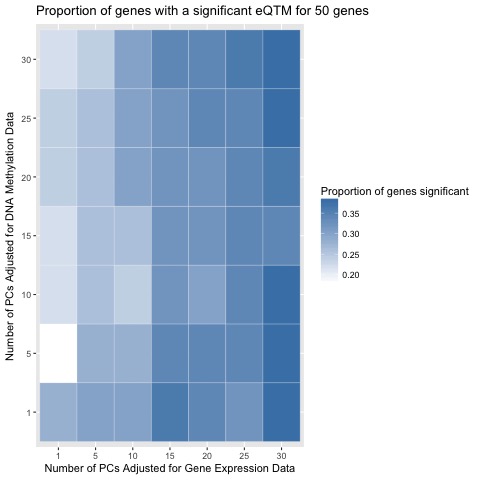 Proportion of genes with a significant eQTM for 50 genes
Number of PCs Adjusted for DNA Methylation Data
30
25
20
15
10
5
1
1 5 10 15 20 25 30
Number of PCs Adjusted for Gene Expression Data
Proportion of genes significant
0.35
0.30
0.25
0.20